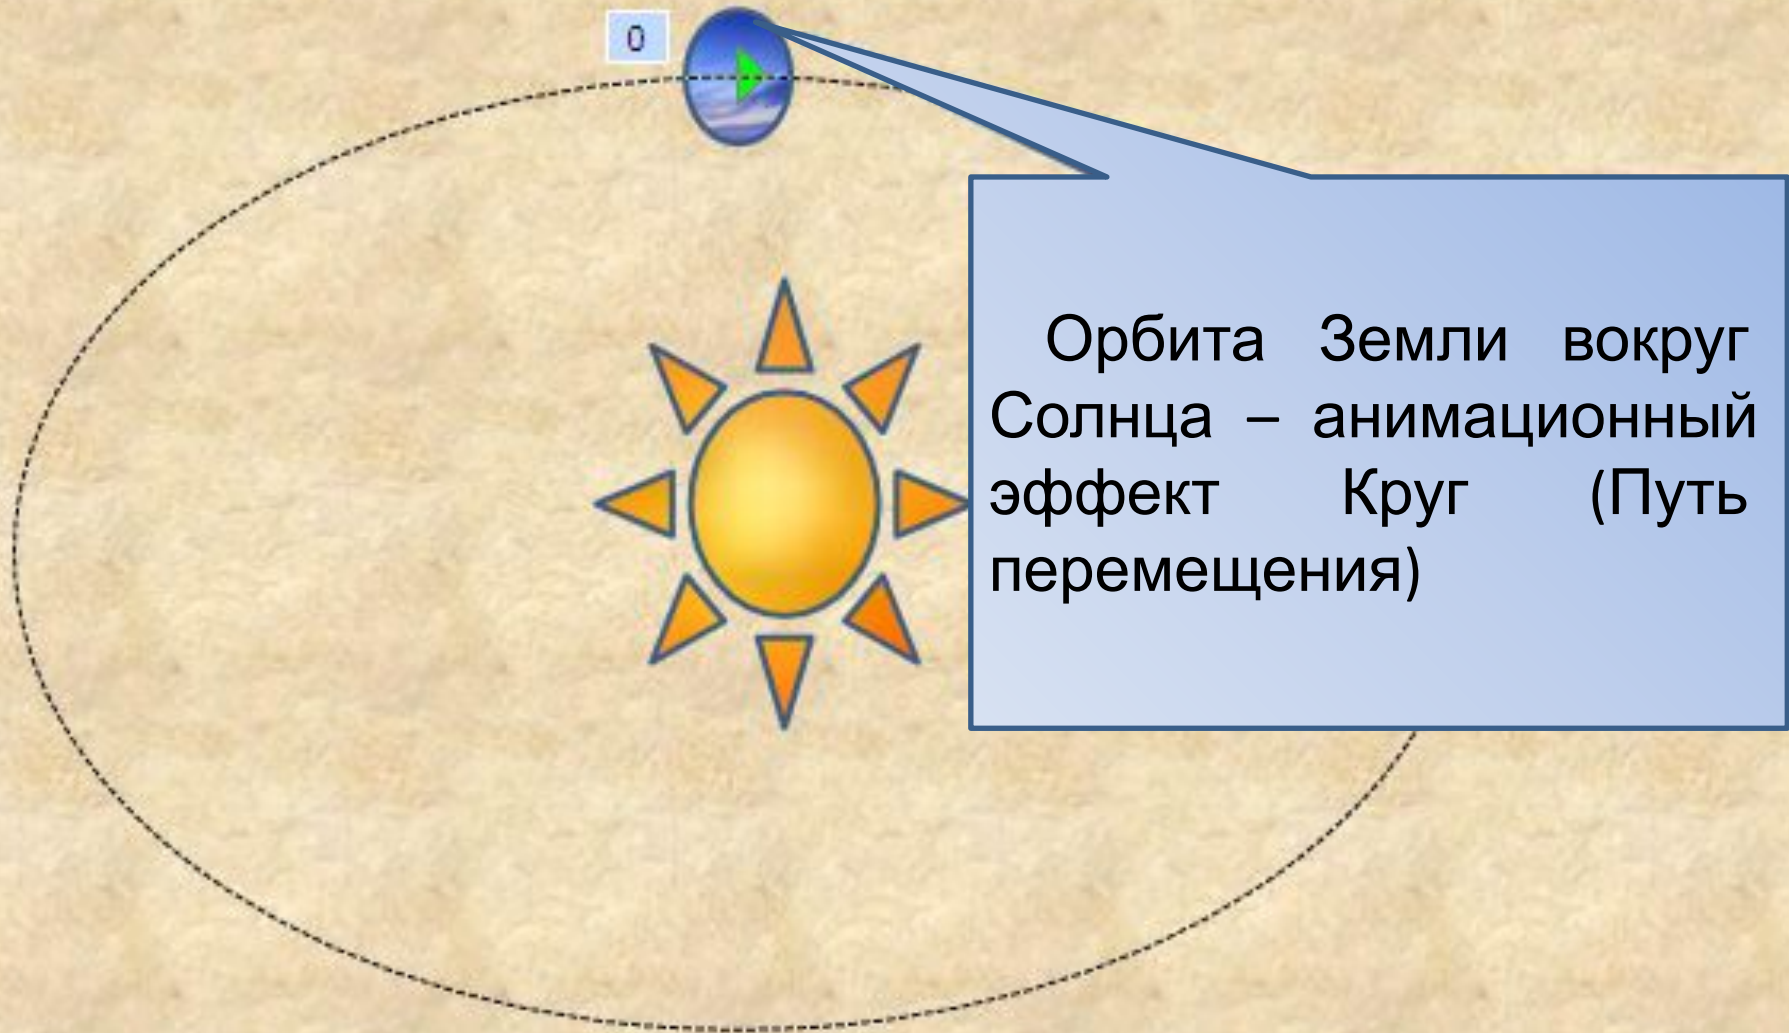 0
Орбита Земли вокруг
Солнца – анимационный
эффект Круг (Путь
перемещения)